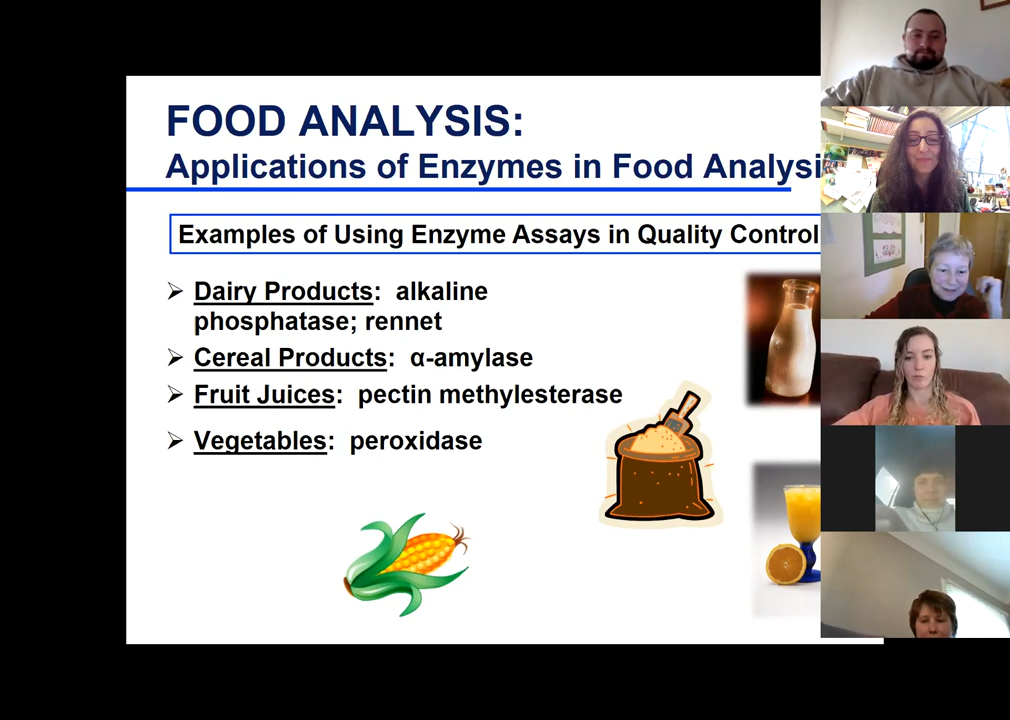 FOOD ANALYSIS:
Applications of Enzymes in Food Analysi
Examples of Using Enzyme Assays in Quality Control
➢ Dairy Products: alkaline
phosphatase; rennet
➢ Cereal Products: α-amylase
➢ Fruit Juices: pectin methylesterase
➢ Vegetables: peroxidase